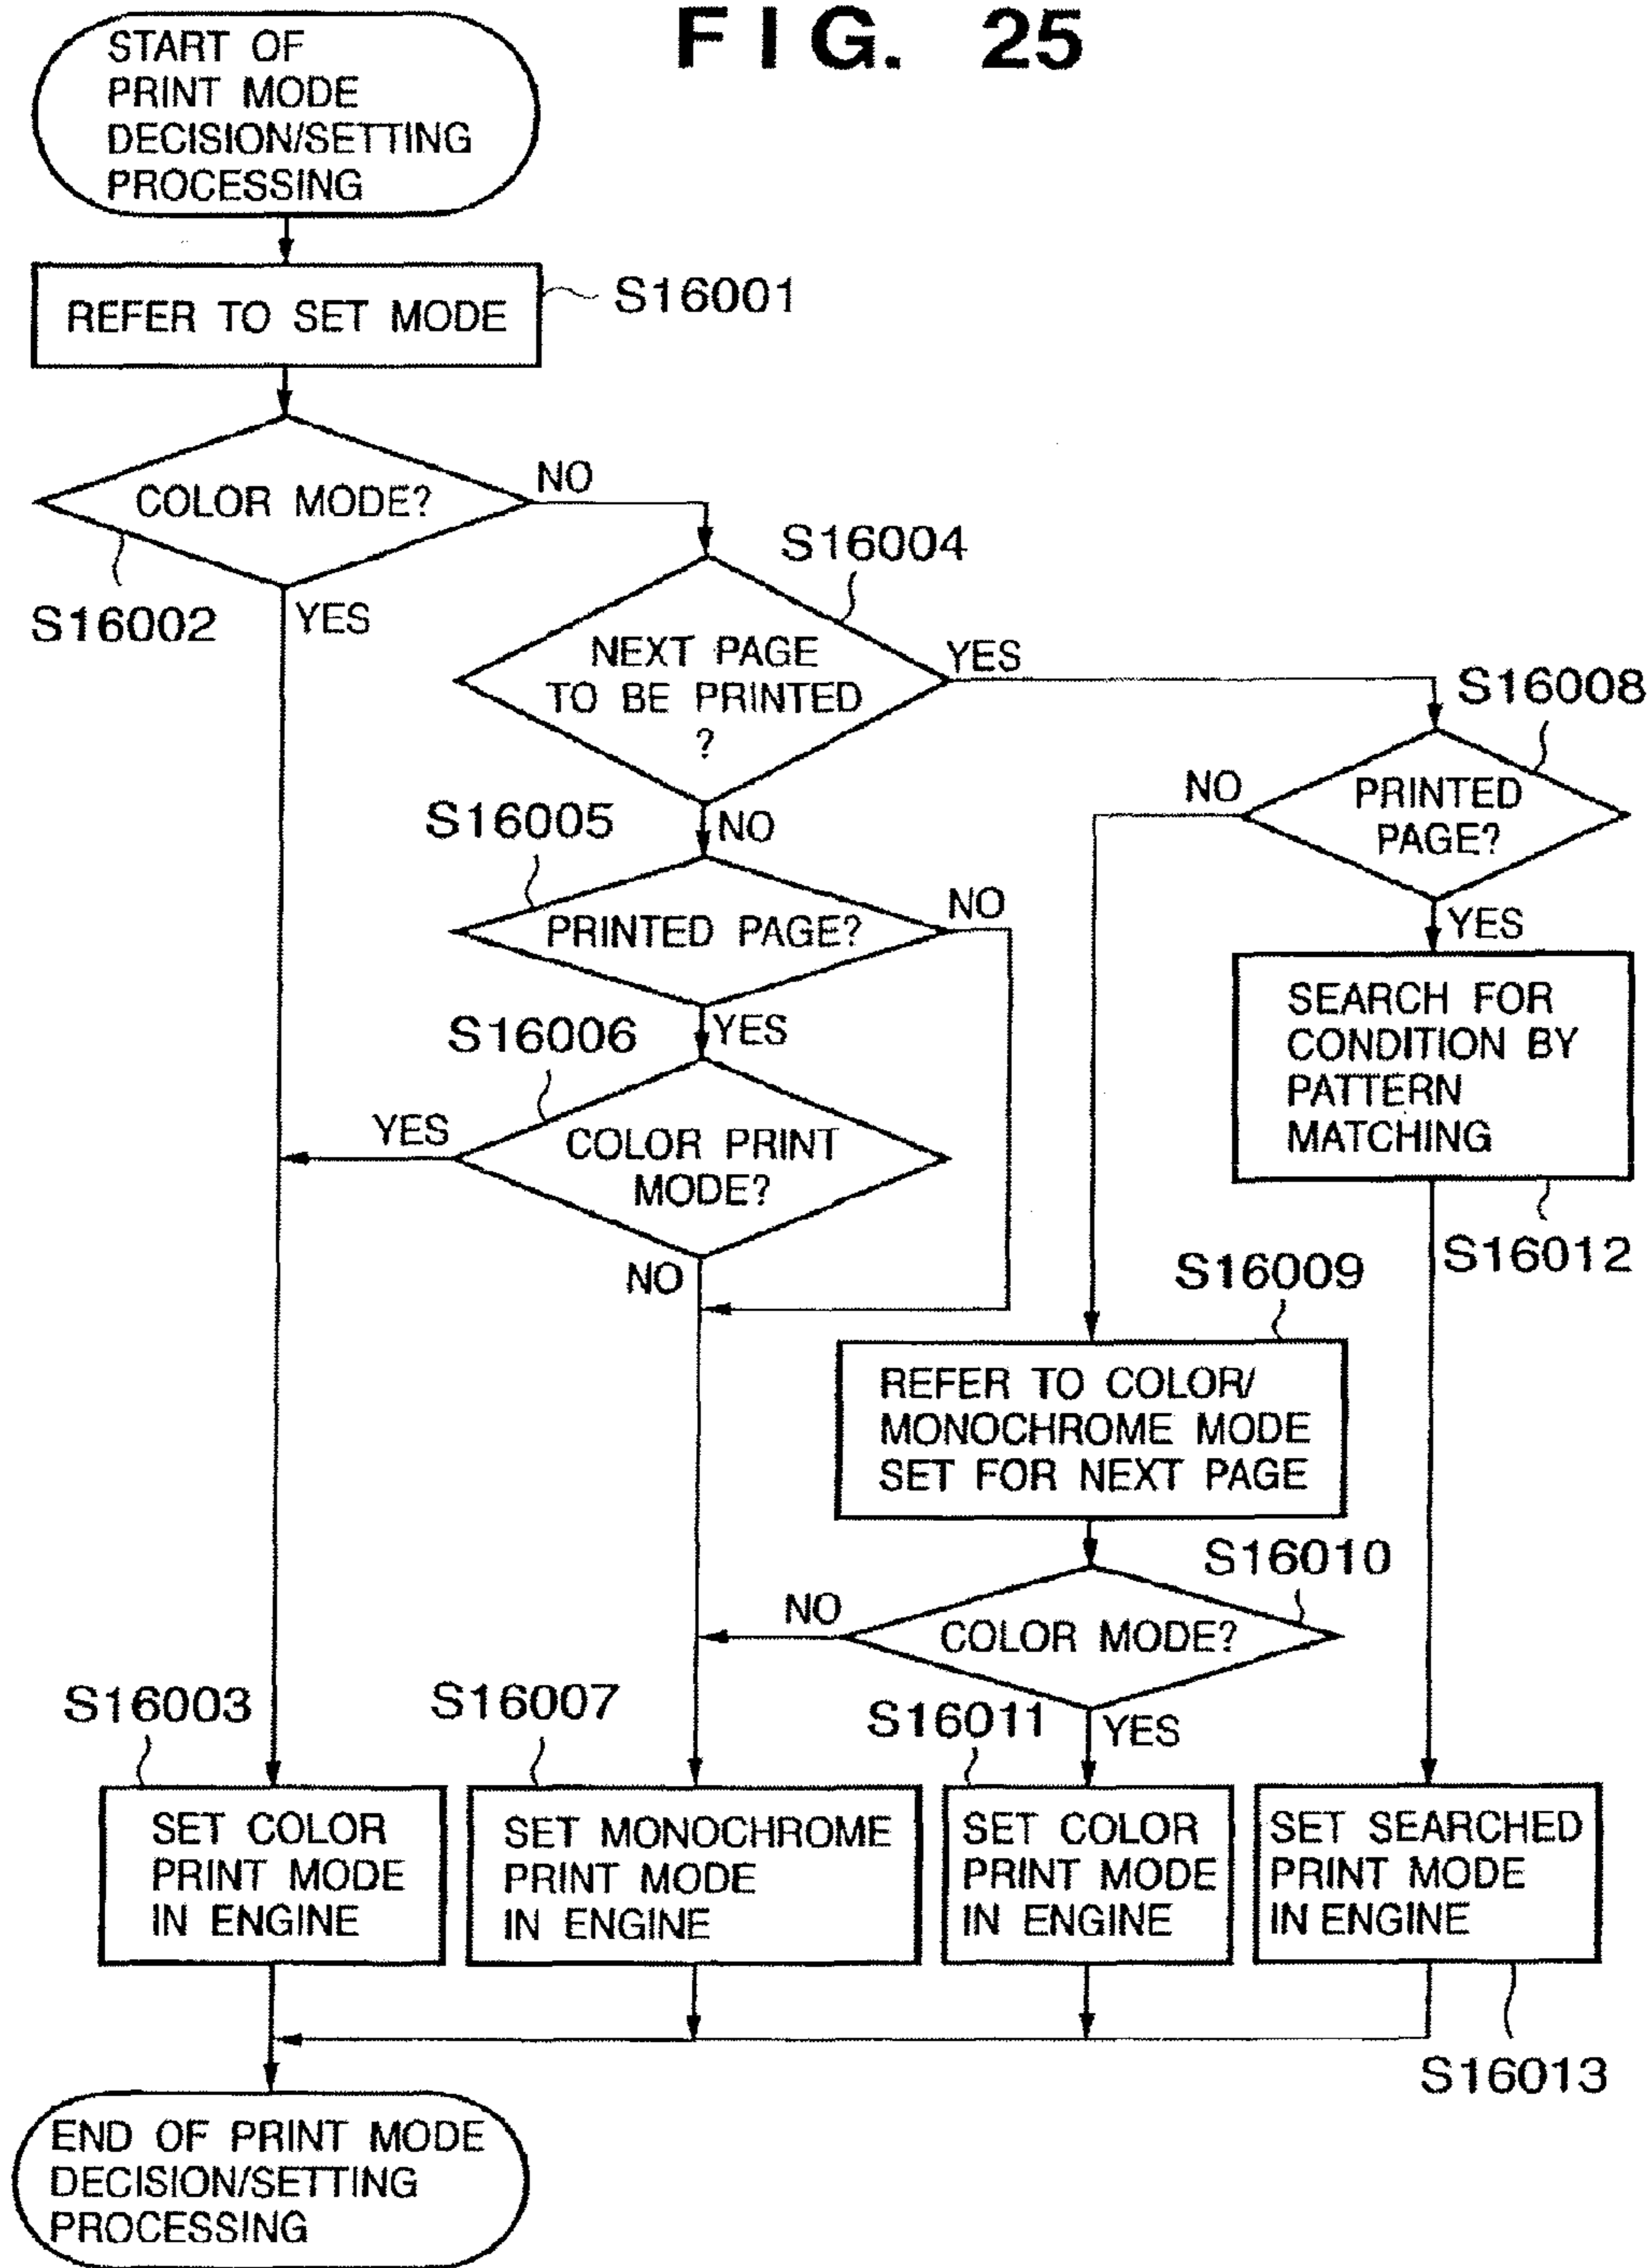 FIG. 25
START OF
PRINT MODE
DECISION/SETTING
PROCESSING
REFER TO SET MODE
S16001
COLOR MODE?
NO
S16002
YES
S16004
NEXT PAGE
TO BE PRINTED
?
YES
S16008
NO
PRINTED
PAGE?
S16005
NO
PRINTED PAGE?
NO
YES
SEARCH FOR
CONDITION BY
PATTERN
MATCHING
S16006
YES
YES
COLOR PRINT
MODE?
NO
S16012
S16009
REFER TO COLOR/
MONOCHROME MODE
SET FOR NEXT PAGE
S16010
NO
COLOR MODE?
S16003
S16007
S16011
YES
SET COLOR
PRINT MODE
IN ENGINE
SET MONOCHROME
PRINT MODE
IN ENGINE
SET COLOR
PRINT MODE
IN ENGINE
SET SEARCHED
PRINT MODE
IN ENGINE
S16013
END OF PRINT MODE
DECISION/SETTING
PROCESSING